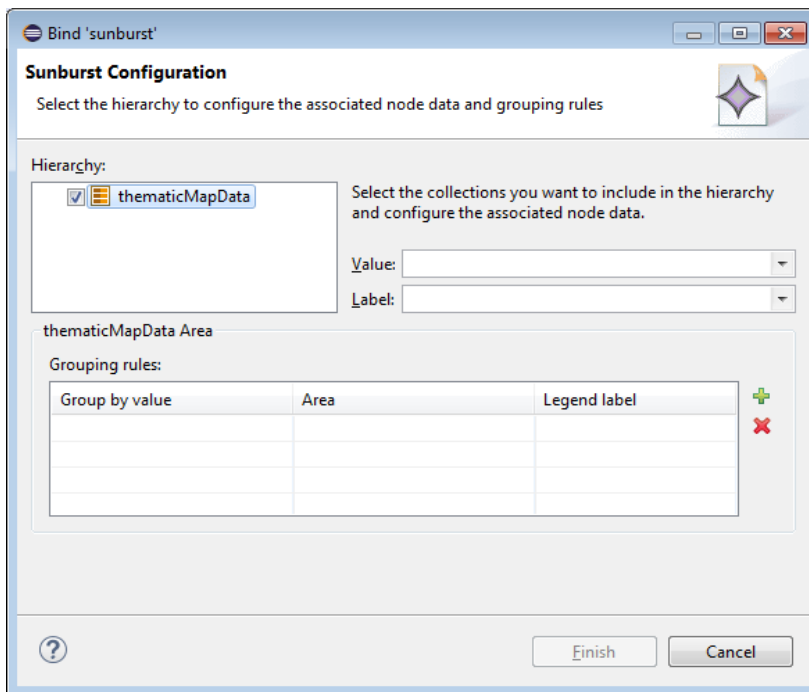 Bind 'sunburst'
Sunburst Configuration
Select the hierarchy to configure the associated node data and grouping rules
Hierarchy:
thematicMapData
Select the collections you want to include in the hierarchy
and configure the associated node data.
Value:
Label:
thematicMapData Area
Grouping rules:
Group by value Area Legend label
Finish Cancel